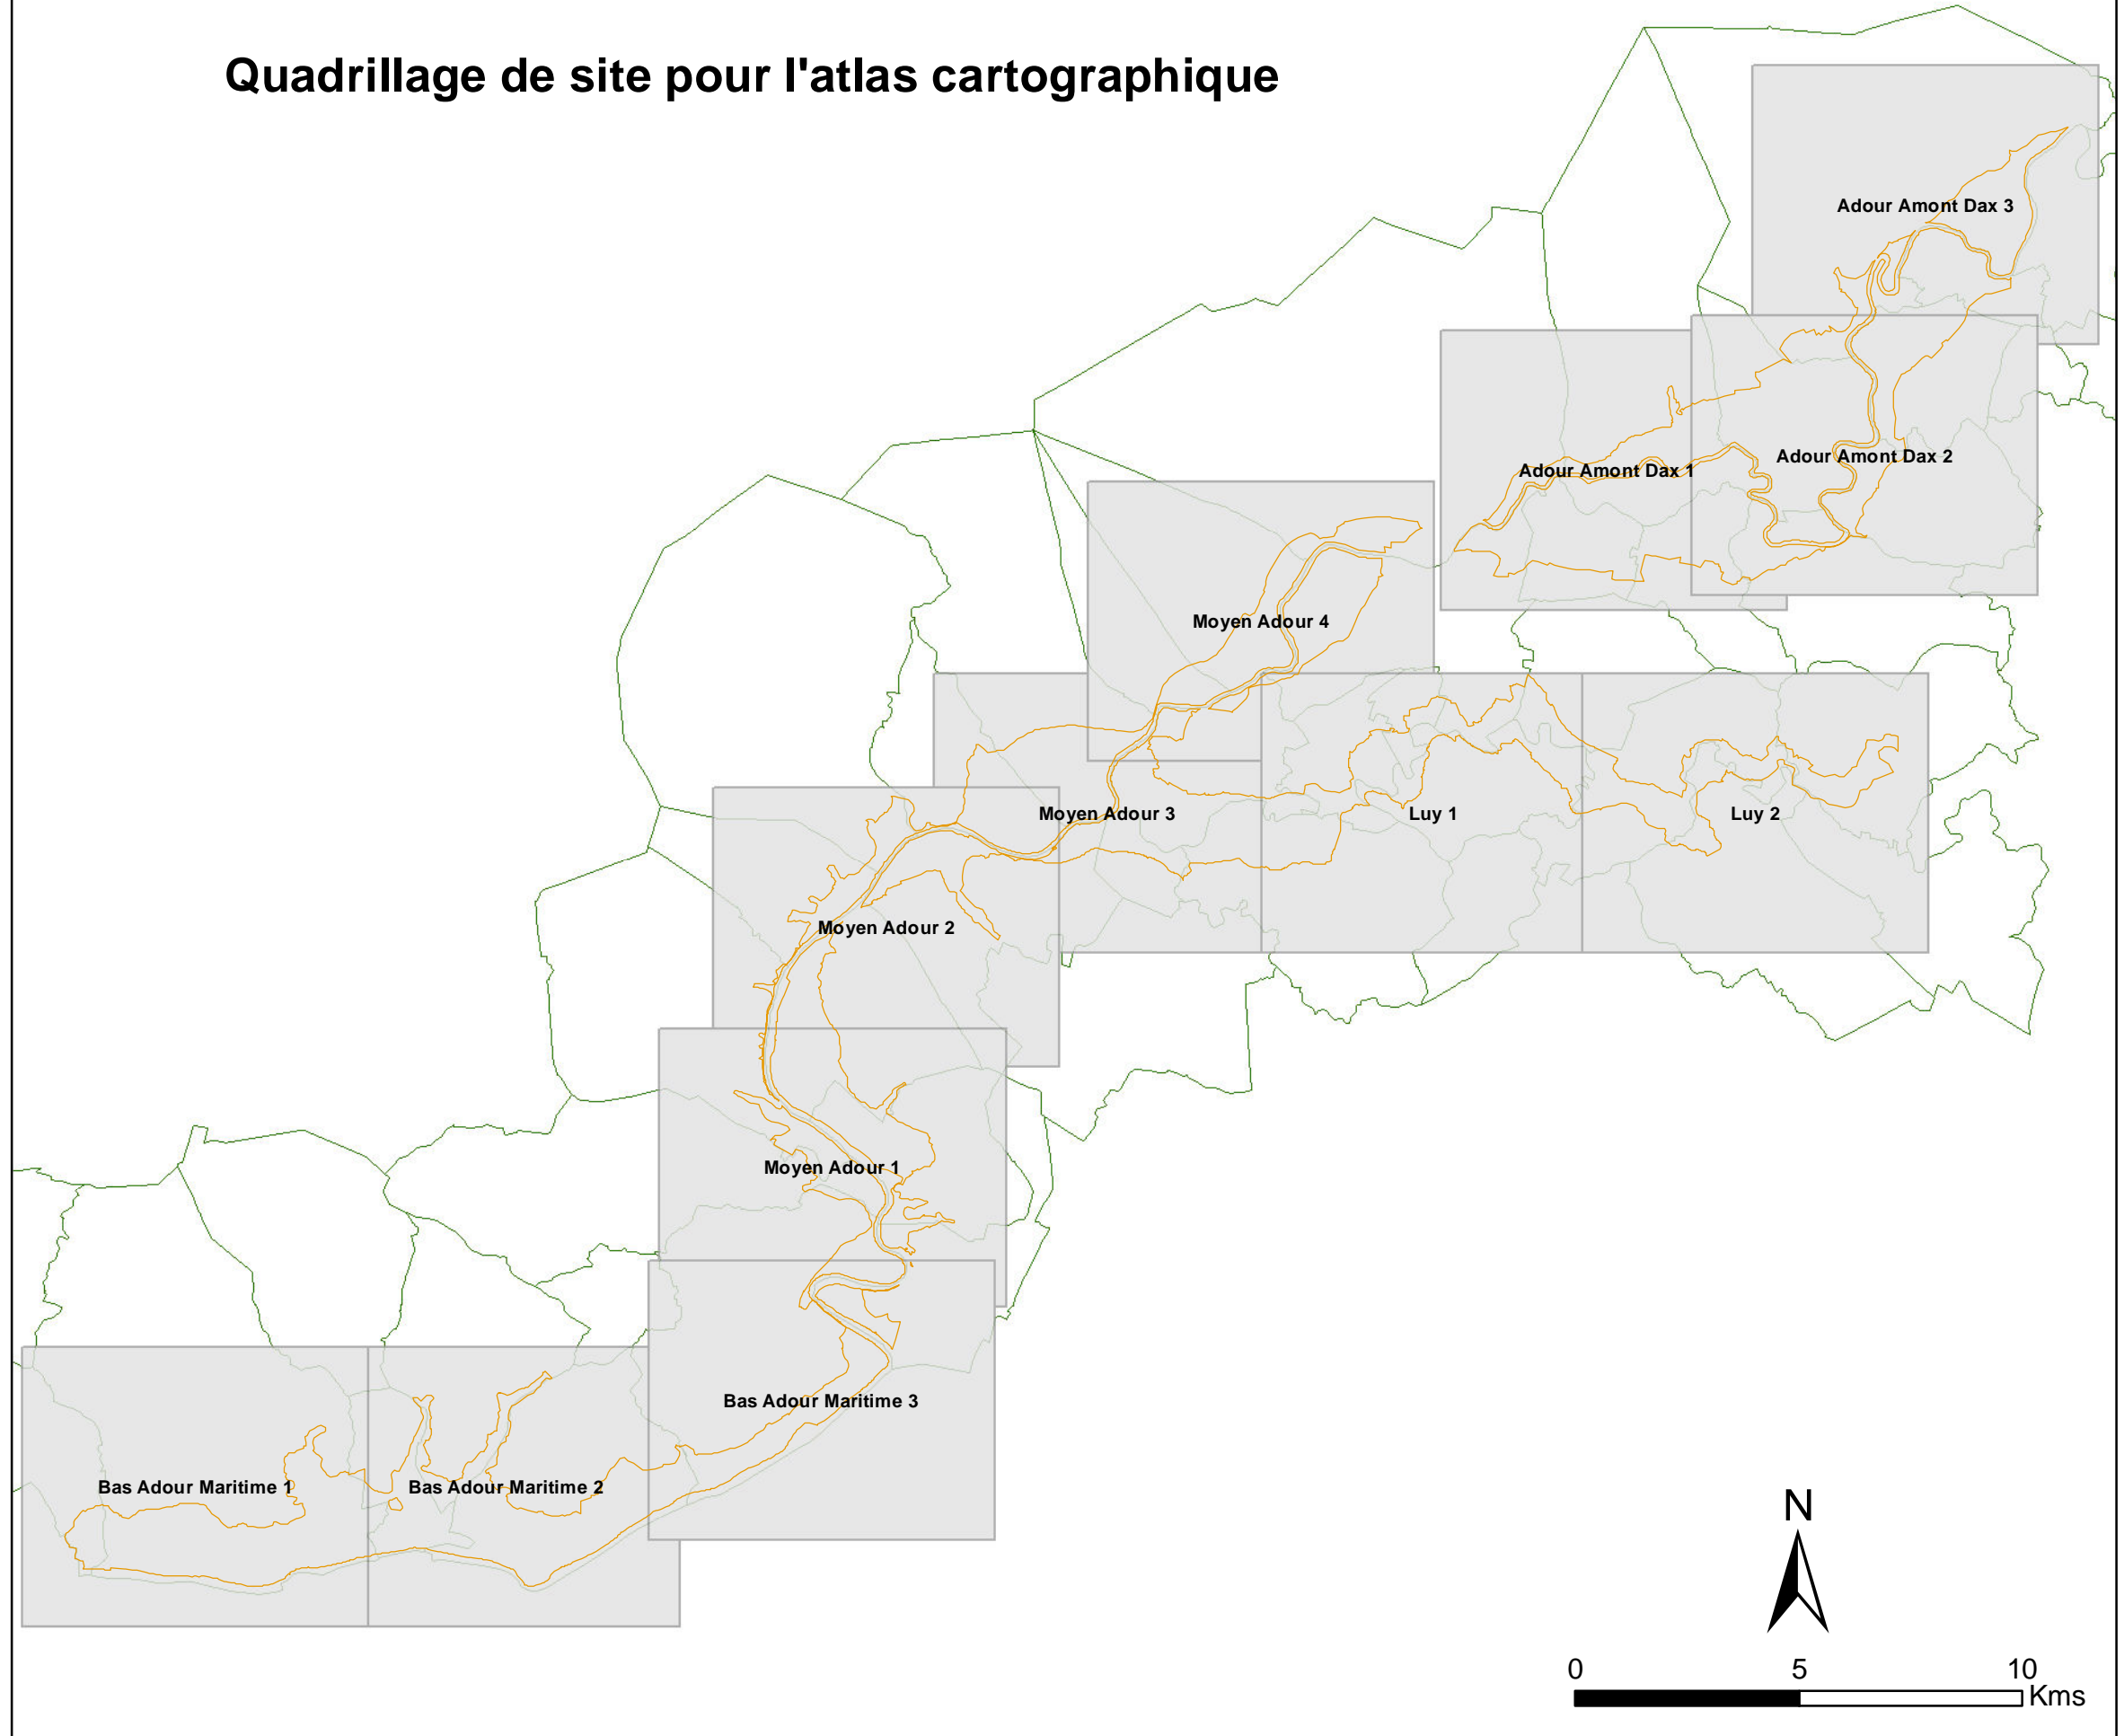 Quadrillage de site pour l'atlas cartographique
Adour Amont Dax 3
Adour Amont Dax 2
Adour Amont Dax 1
Moyen Adour 4
Moyen Adour 3
Luy 1
Luy 2
Moyen Adour 2
Moyen Adour 1
Bas Adour Maritime 3
Bas Adour Maritime 1
Bas Adour Maritime 2
N
0 5 10
Kms